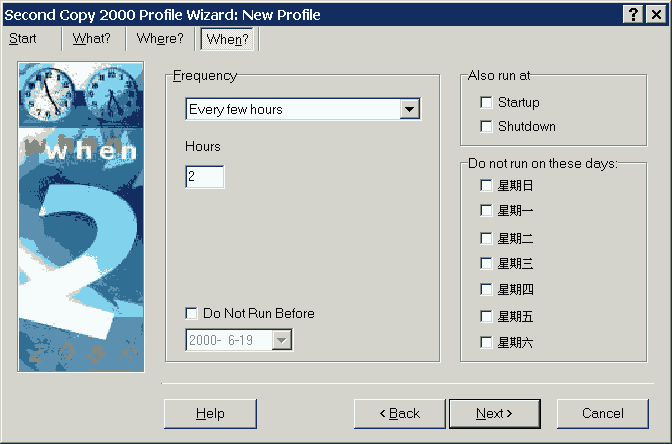 Second Copy 2000 Profile Wizard: New Profile
Start What? Where? When?
when
2
K
Frequency
Every few hours
Hours
2
Do Not Run Before
2000- 6-19
Also run at
Startup
Shutdown
Do not run on these days:
星期日
星期一
星期二
星期三
星期四
星期五
星期六
Help < Back Next > Cancel